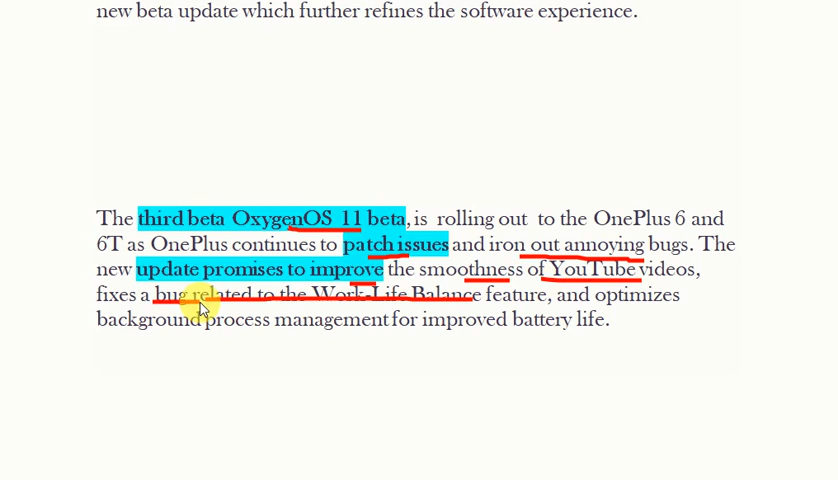 new beta update which further refines the software experience.
The third beta OxygenOS 11 beta, is rolling out to the OnePlus 6 and
6T as OnePlus continues to patch issues and iron out annoying bugs. The
new update promises to improve the smoothness of YouTube videos,
fixes a bug related to the Work-Life Balance feature, and optimizes
background process management for improved battery life.